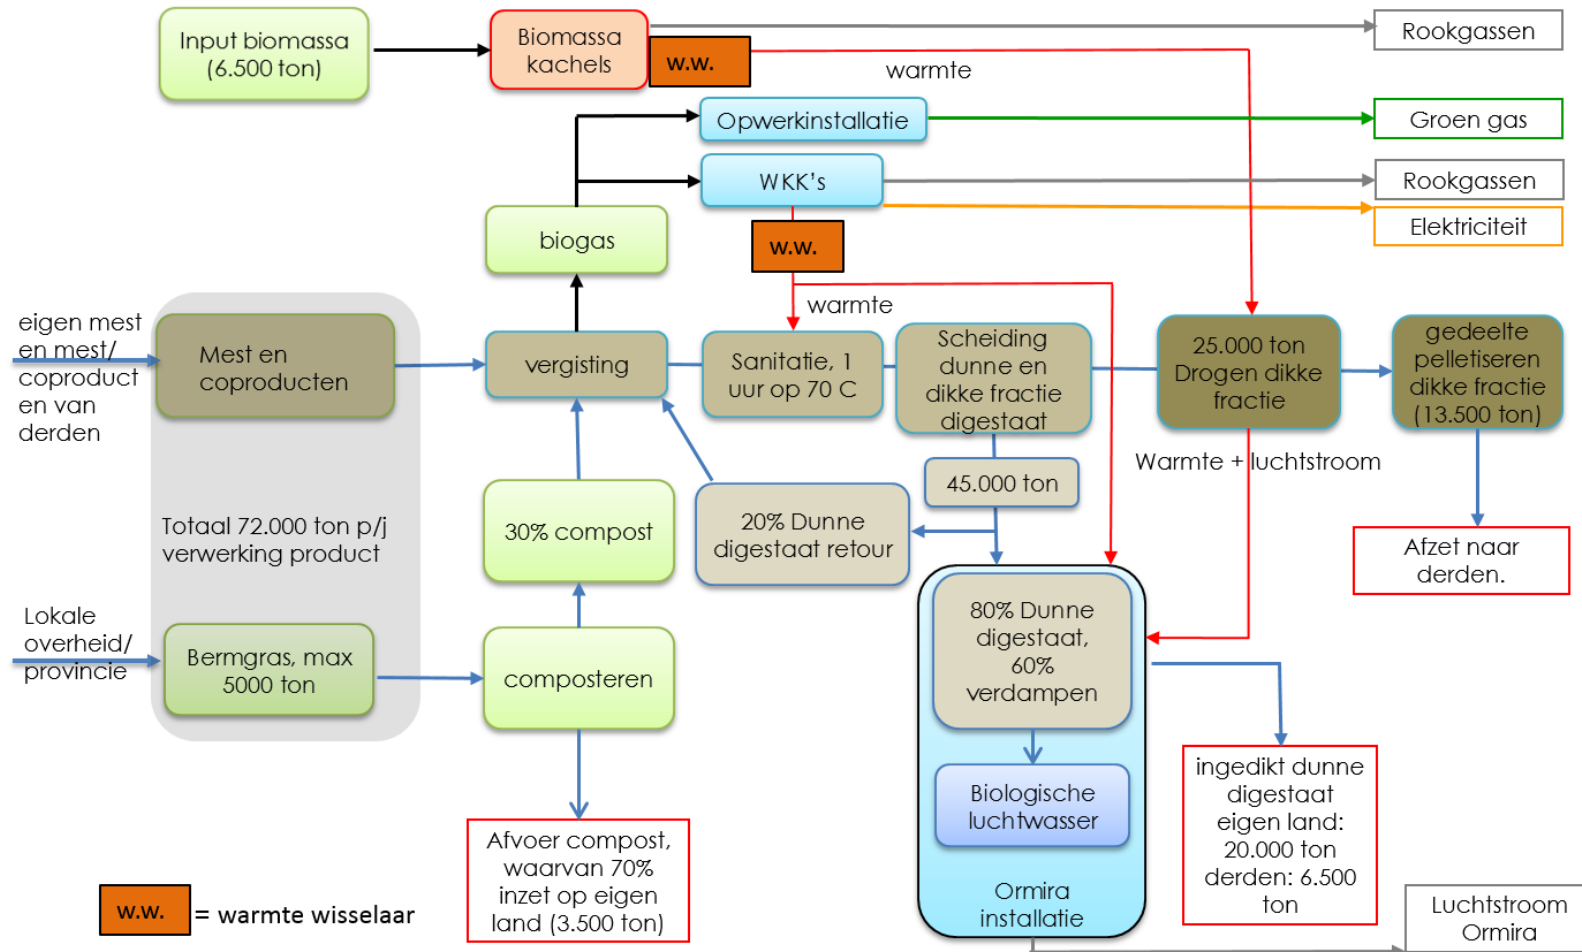 Input biomassa
(6.500 ton)
Biomassa
kachels
w.w.
warmte
Rookgassen
Opwerkinstallatie
Groen gas
WKK's
Rookgassen
Elektriciteit
biogas
w.w.
warmte
eigen mest
en mest/
coproduct
en van
derden
Mest en
coproducten
vergisting
Sanitatie, 1
uur op 70 C
Scheiding
dunne en
dikke fractie
digestaat
25.000 ton
Drogen dikke
fractie
gedeelte
pelletiseren
dikke fractie
(13.500 ton)
Warmte + luchtstroom
45.000 ton
Totaal 72.000 ton p/j
verwerking product
30% compost
20% Dunne
digestaat retour
Afzet naar
derden.
Lokale
overheid/
provincie
Bermgras, max
5000 ton
composteren
80% Dunne
digestaat,
60%
verdampen
Biologische
luchtwasser
Ormira
installatie
ingedikt dunne
digestaat
eigen land:
20.000 ton
derden: 6.500
ton
Afvoer compost,
waarvan 70%
inzet op eigen
land (3.500 ton)
w.w. = warmte wisselaar
Luchtstroom
Ormira